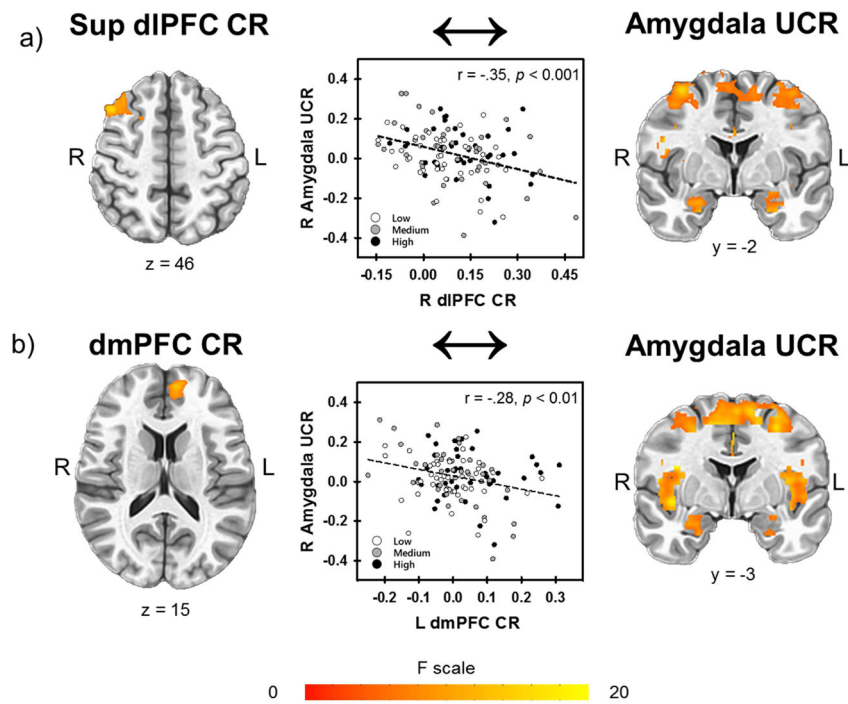 a)
Sup dlPFC CR
Amygdala UCR
R
L
z = 46
r = -.35, p < 0.001
R Amygdala UCR
0.4
0.2
0.0
-0.2
-0.4
Low
Medium
High
-0.15 0.00 0.15 0.30 0.45
R dlPFC CR
R
L
y = -2
b)
dmPFC CR
Amygdala UCR
R
L
z = 15
r = -.28, p < 0.01
R Amygdala UCR
0.4
0.2
0.0
-0.2
-0.4
Low
Medium
High
-0.2 -0.1 0.0 0.1 0.2 0.3
L dmPFC CR
R
L
y = -3
F scale
0
20